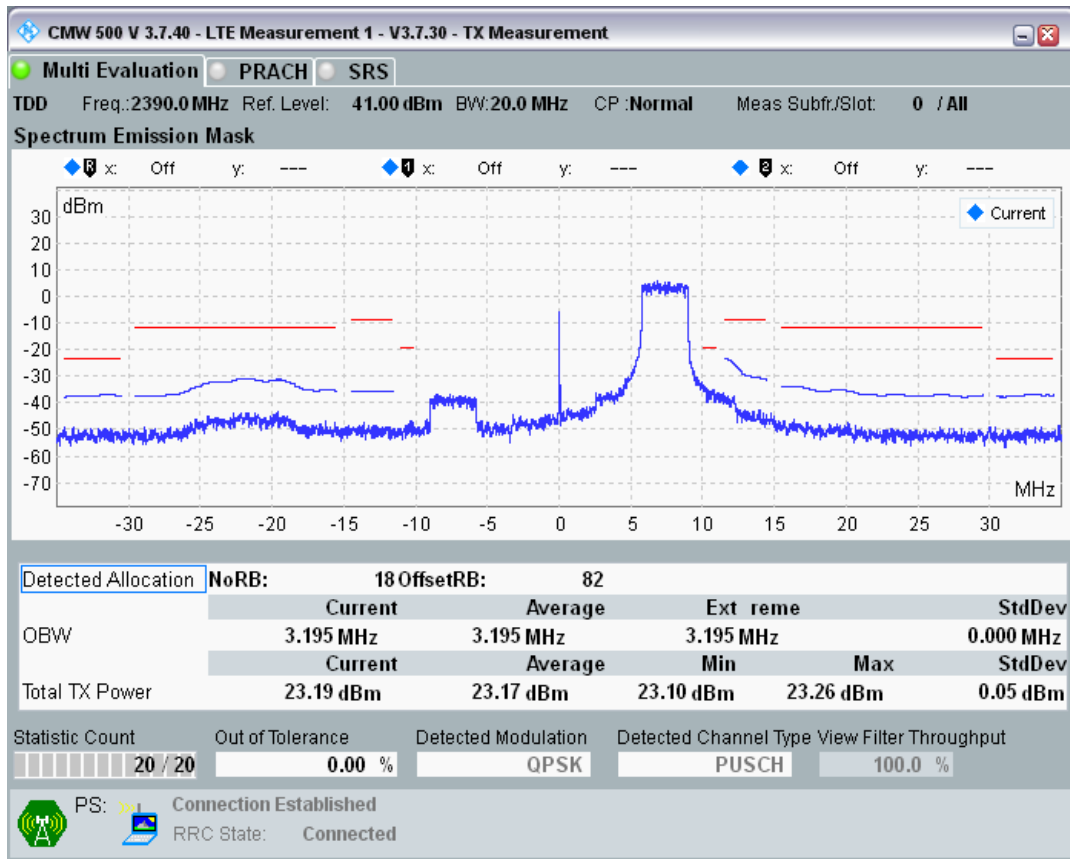 CMW 500 V 3.7.40 - LTE Measurement 1 - V3.7.30 - TX Measurement
Multi Evaluation PRACH SRS
TDD Freq.:2390.0 MHz Ref. Level: 41.00 dBm BW:20.0 MHz CP :Normal Meas Subfr./Slot: 0 / All
Spectrum Emission Mask
R x: Off y: --- 1 x: Off y: --- 2 x: Off y: ---
dBm
Current
30
20
10
0
-10
-20
-30
-40
-50
-60
-70
MHz
-30 -25 -20 -15 -10 -5 0 5 10 15 20 25 30
Detected Allocation NoRB: 18 OffsetRB: 82
Current Average Ext reme StdDev
OBW 3.195 MHz 3.195 MHz 3.195 MHz 0.000 MHz
Current Average Min Max StdDev
Total TX Power 23.19 dBm 23.17 dBm 23.10 dBm 23.26 dBm 0.05 dBm
Statistic Count Out of Tolerance Detected Modulation Detected Channel Type View Filter Throughput
20 / 20 0.00 % QPSK PUSCH 100.0 %
PS: Connection Established
RRC State: Connected